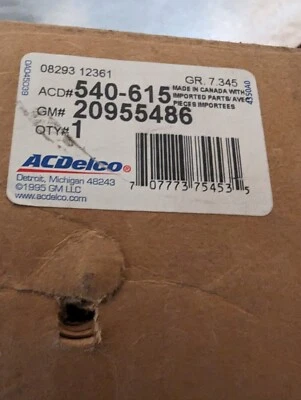 08293 12361
GR. 7.345
ACD# 540-615
MADE IN CANADA WITH
IMPORTED PARTS/ AVEC
PIECES IMPORTEES
GM# 20955486
QTY# 1
ACDelco®
Detroit, Michigan 48243
©1995 GM LLC
www.acdelco.com
7 07773 75453 5